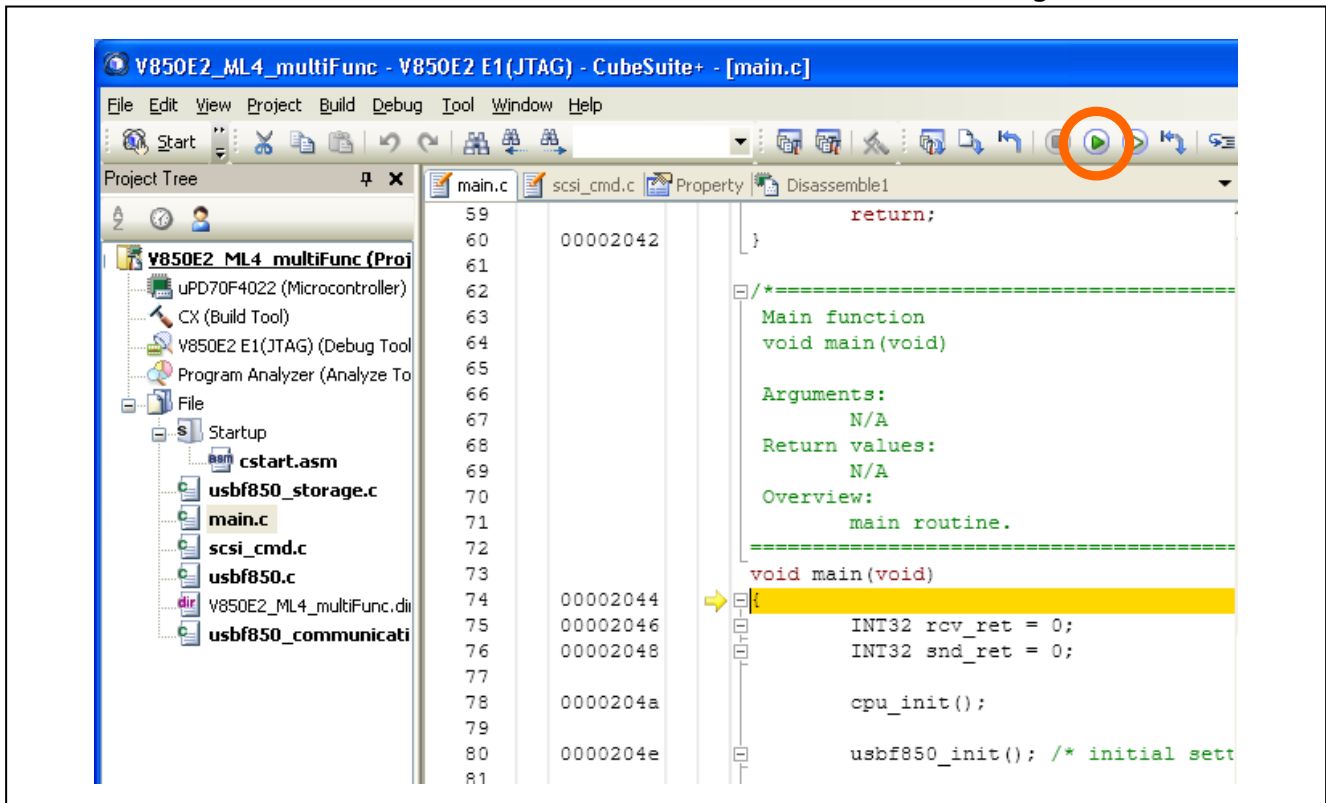 V850E2_ML4_multiFunc - V850E2 E1(JTAG) - CubeSuite+ - [main.c]
File Edit View Project Build Debug Tool Window Help
Start
Project Tree
main.c scsi_cmd.c Property Disassemble1
V850E2_ML4_multiFunc (Proj
uPD70F4022 (Microcontroller)
CX (Build Tool)
V850E2 E1(JTAG) (Debug Tool
Program Analyzer (Analyze To
File
Startup
cstart.asm
usbf850_storage.c
main.c
scsi_cmd.c
usbf850.c
V850E2_ML4_multiFunc.dir
usbf850_communicati
59 return;
60 00002042 }
61
62 /*=======================================
63 Main function
64 void main(void)
65
66 Arguments:
67 N/A
68 Return values:
69 N/A
70 Overview:
71 main routine.
72 =======================================
73 void main(void)
74 00002044 {
75 00002046 INT32 rcv_ret = 0;
76 00002048 INT32 snd_ret = 0;
77
78 0000204a cpu_init();
79
80 0000204e usbf850_init(); /* initial sett
81